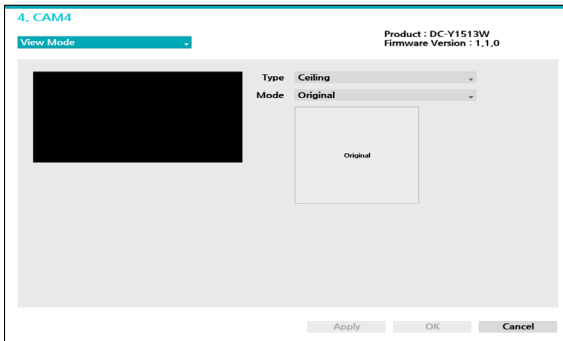 4. CAM4
View Mode
Product : DC-Y1513W
Firmware Version : 1.1.0
Type Ceiling
Mode Original
Original
Apply OK Cancel